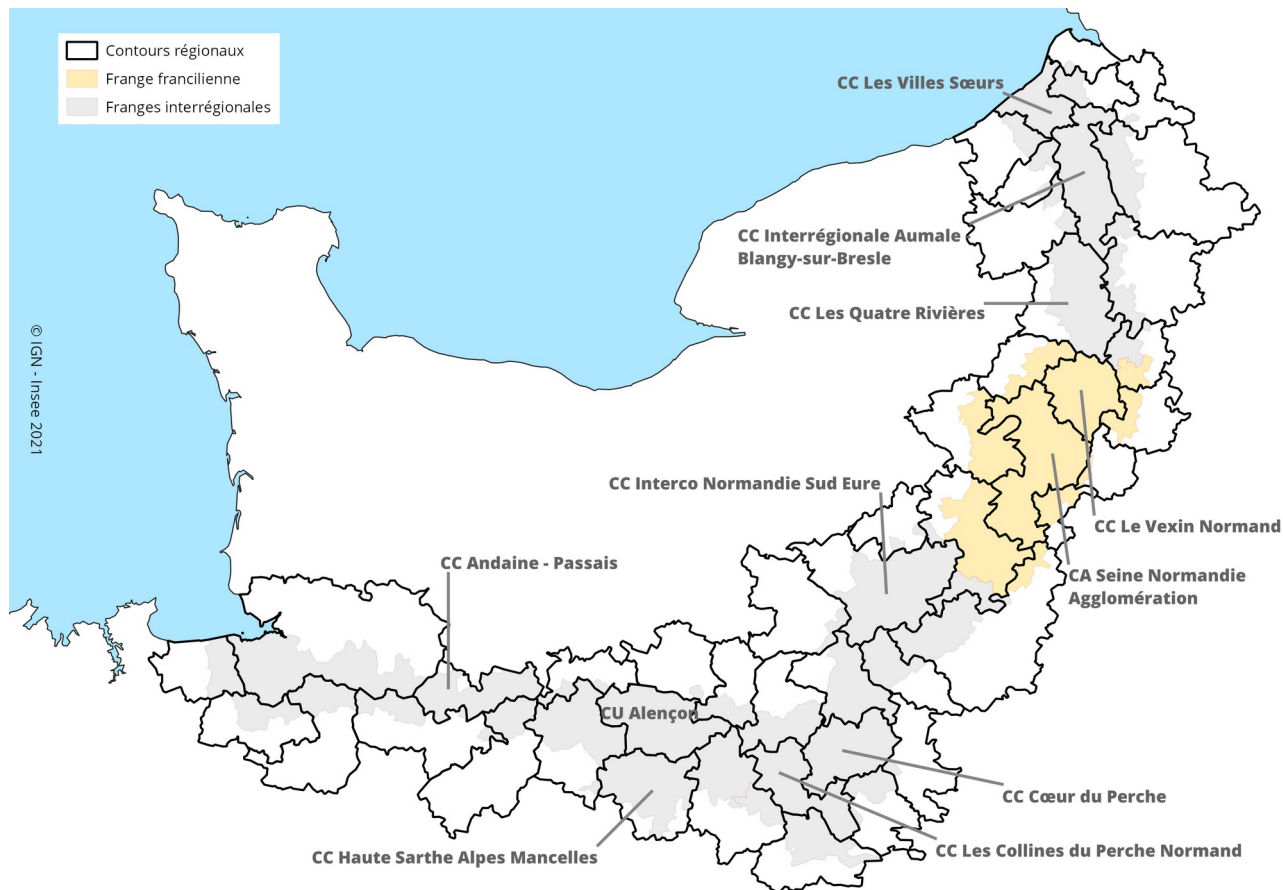 Contours régionaux
Frange francilienne
Franges interrégionales
CC Les Villes Sœurs
CC Interrégionale Aumale -
Blangy-sur-Bresle
CC Les Quatre Rivières
© IGN - Insee 2021
CC Interco Normandie Sud Eure
CC Le Vexin Normand
CC Andaine - Passais
CA Seine Normandie
Agglomération
CU Alençon
CC Cœur du Perche
CC Haute Sarthe Alpes Mancelles
CC Les Collines du Perche Normand